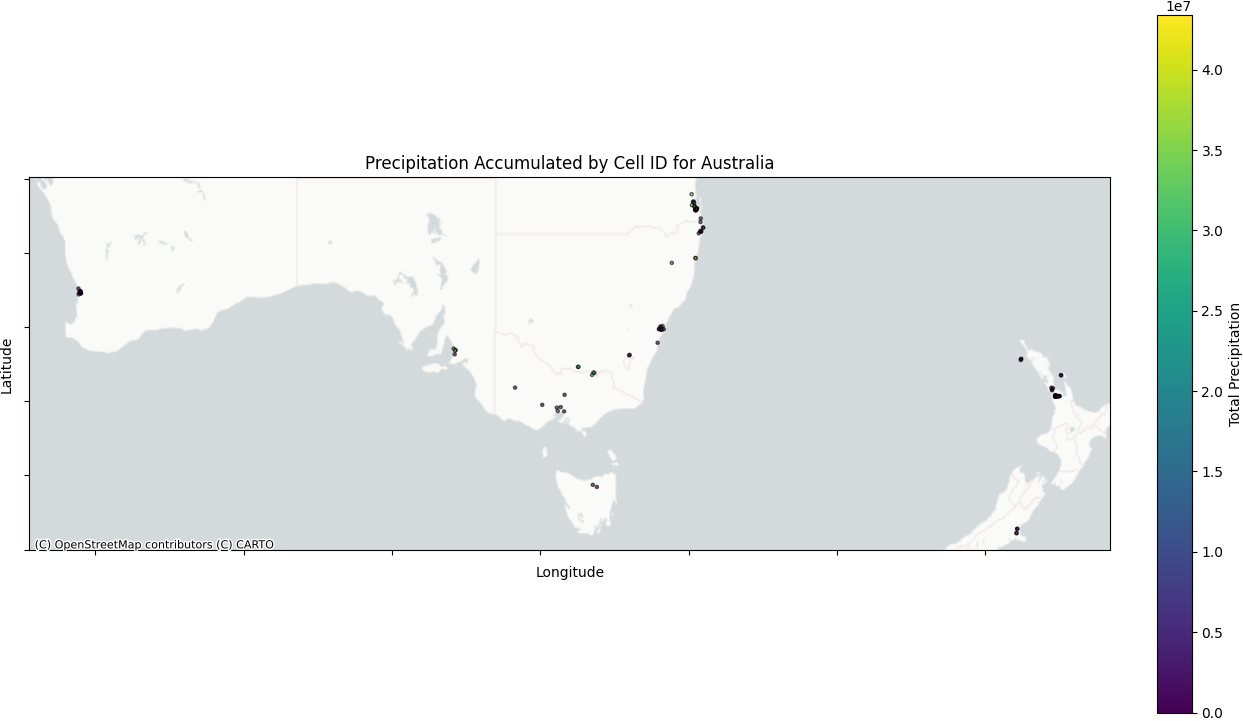 Precipitation Accumulated by Cell ID for Australia
Latitude
(C) OpenStreetMap contributors (C) CARTO
Longitude
1e7
4.0
3.5
3.0
2.5
2.0
1.5
1.0
0.5
0.0
Total Precipitation